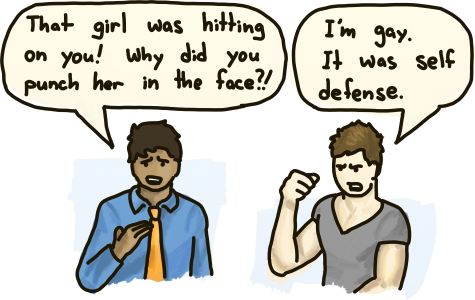 That girl was hitting
on you! Why did you
punch her in the face?!
I'm gay.
It was self
defense.